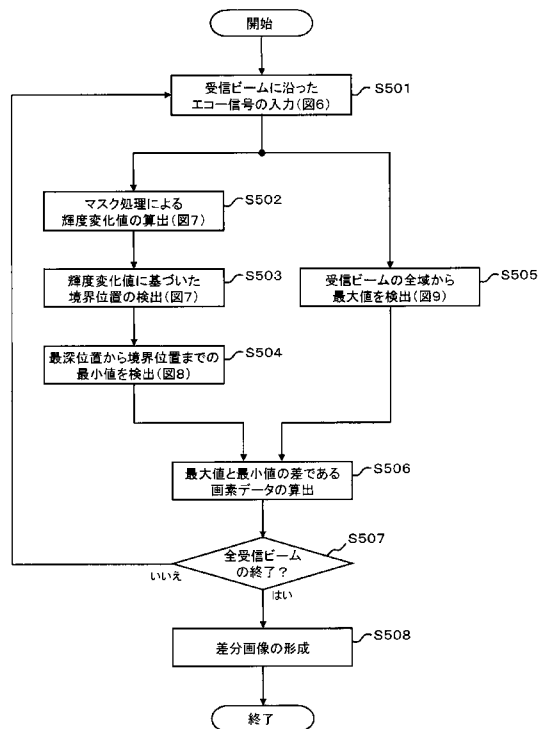 開始
受信ビームに沿った
エコー信号の入力(図6)
S501
マスク処理による
輝度変化値の算出(図7)
S502
輝度変化値に基づいた
境界位置の検出(図7)
S503
受信ビームの全域から
最大値を検出(図9)
S505
最深位置から境界位置までの
最小値を検出(図8)
S504
最大値と最小値の差である
画素データの算出
S506
全受信ビーム
の終了？
S507
いいえ
はい
差分画像の形成
S508
終了